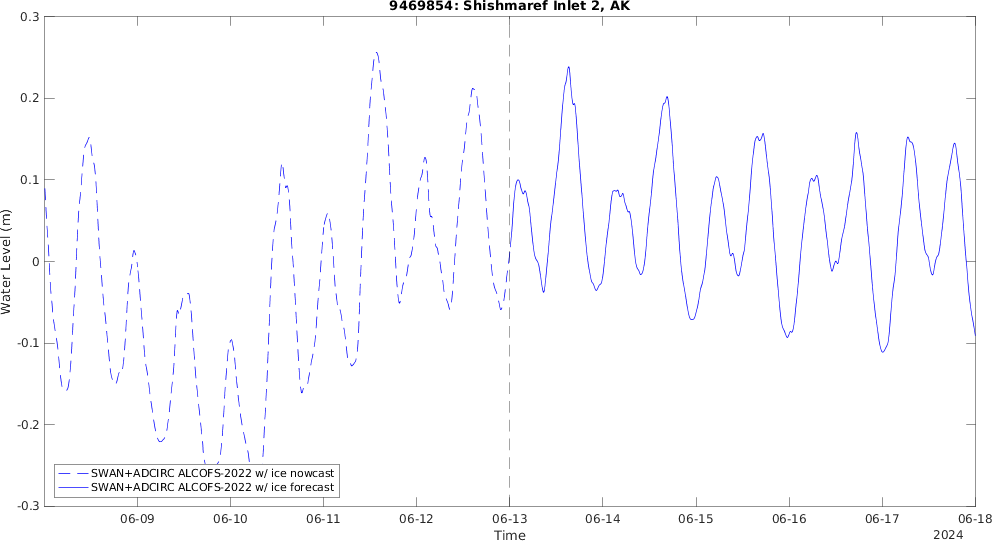 9469854: Shishmaref Inlet 2, AK
0.3
0.2
0.1
0
-0.1
-0.2
-0.3
Water Level (m)
SWAN+ADCIRC ALCOFS-2022 w/ ice nowcast
SWAN+ADCIRC ALCOFS-2022 w/ ice forecast
06-09 06-10 06-11 06-12 06-13 06-14 06-15 06-16 06-17 06-18
Time
2024